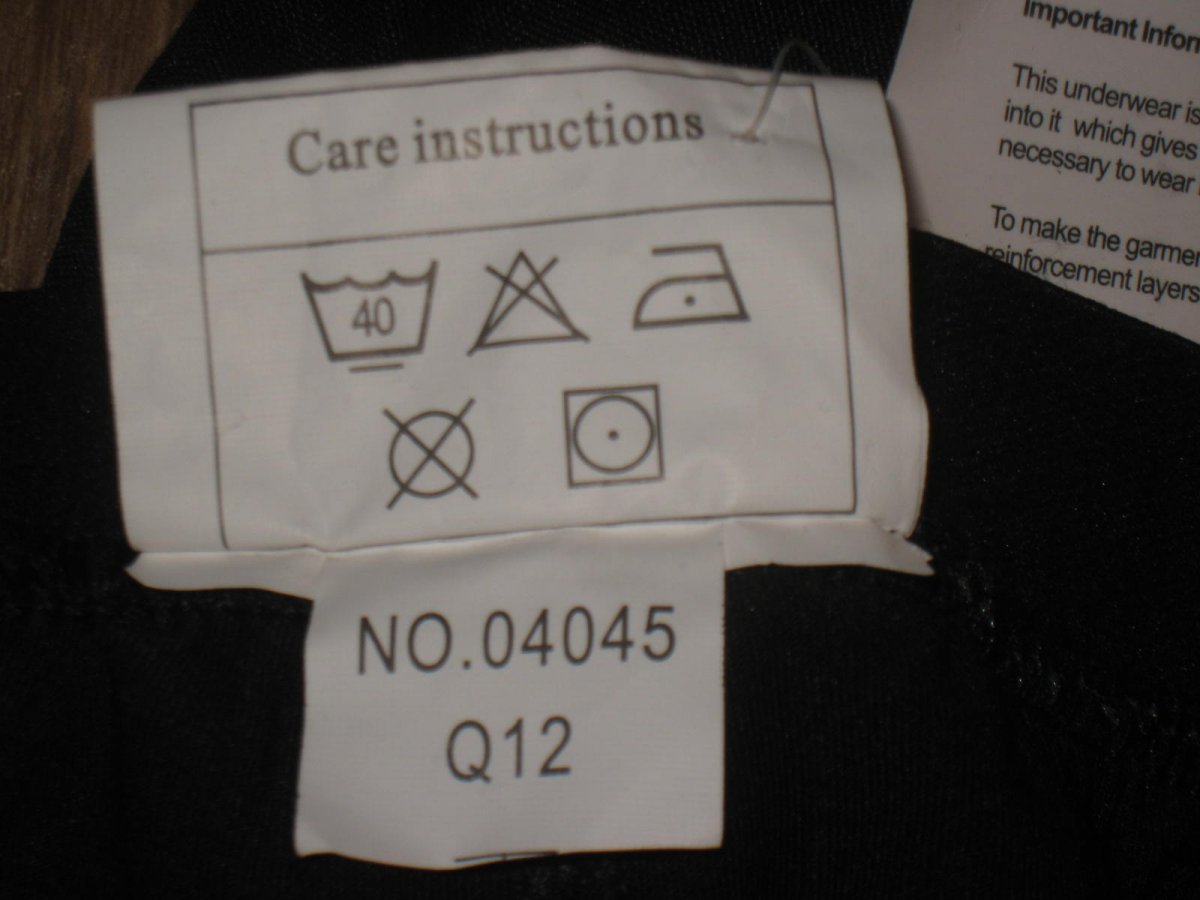 Care instructions
40
NO.04045
Q12
Important Infor
This underwear is
into it which gives
necessary to wear
To make the garmen
reinforcement layers